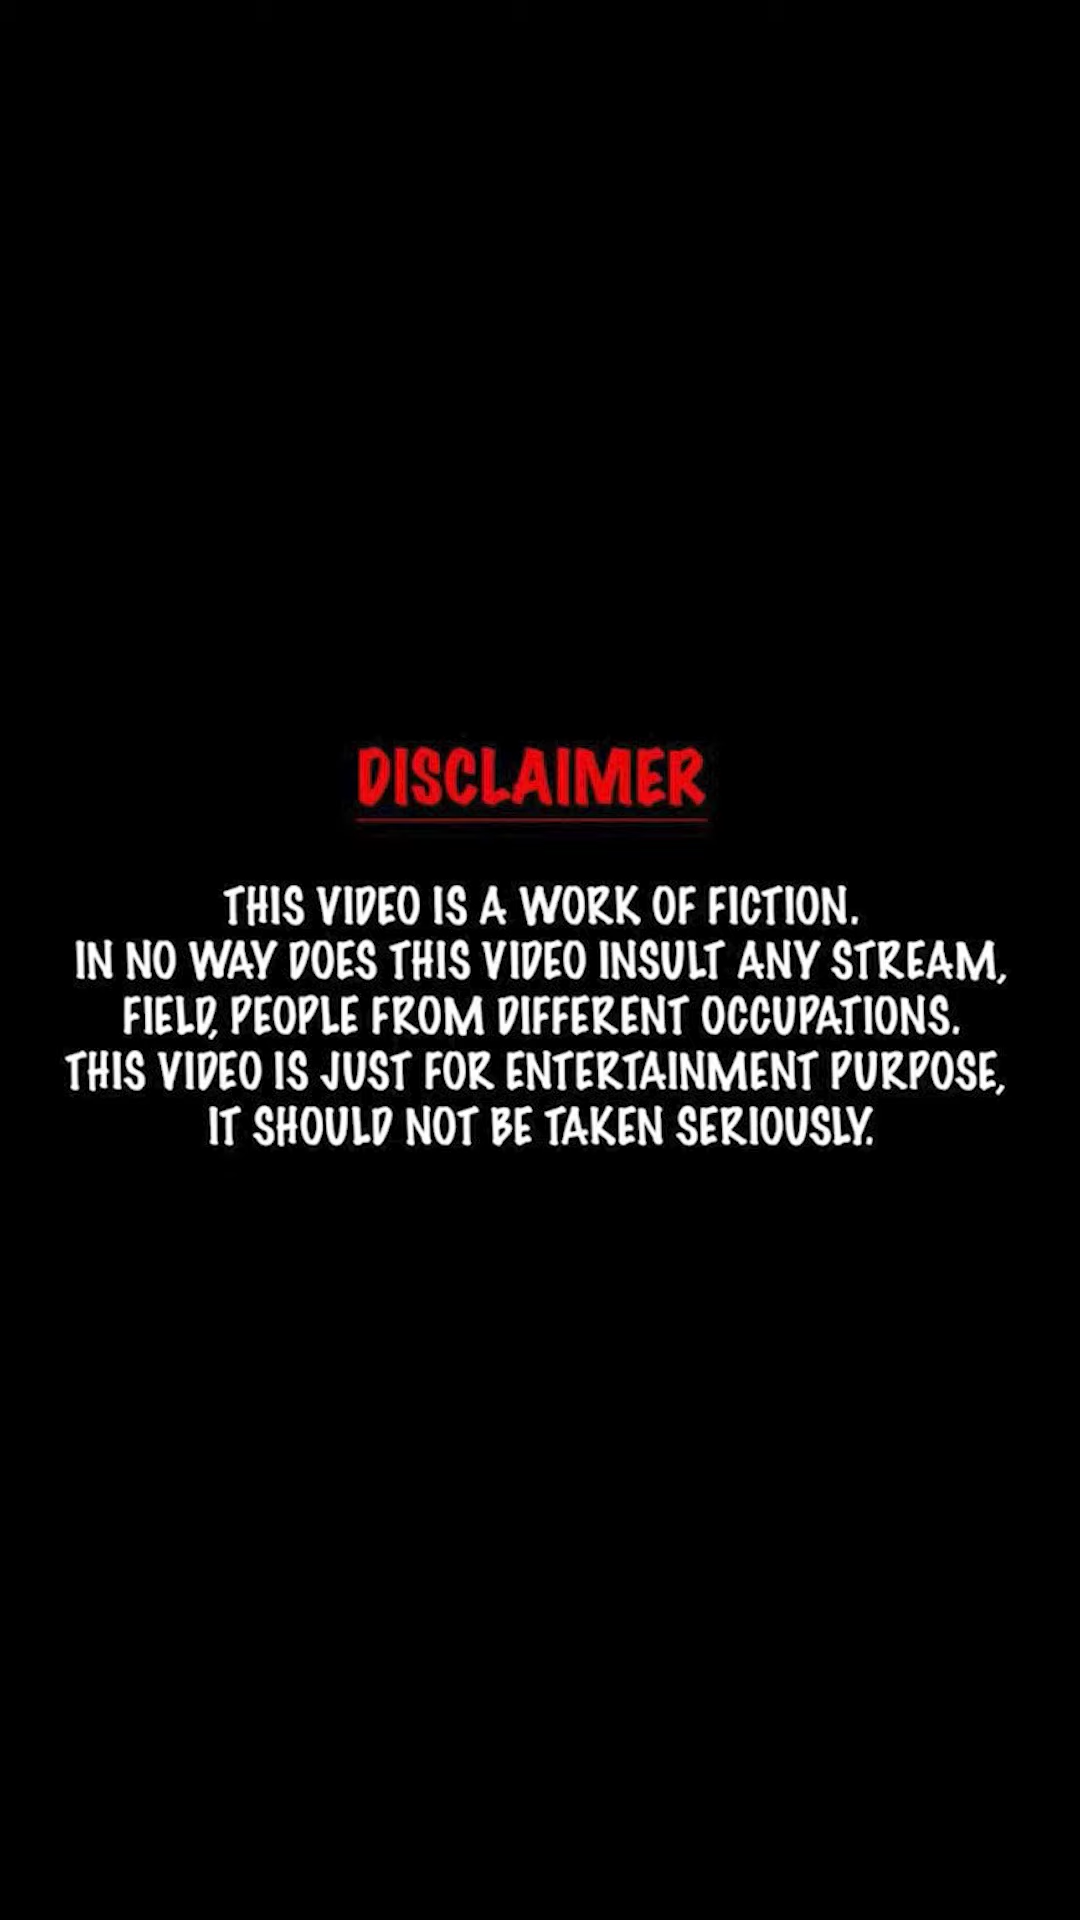 DISCLAIMER
THIS VIDEO IS A WORK OF FICTION.
IN NO WAY DOES THIS VIDEO INSULT ANY STREAM,
FIELD, PEOPLE FROM DIFFERENT OCCUPATIONS.
THIS VIDEO IS JUST FOR ENTERTAINMENT PURPOSE,
IT SHOULD NOT BE TAKEN SERIOUSLY.